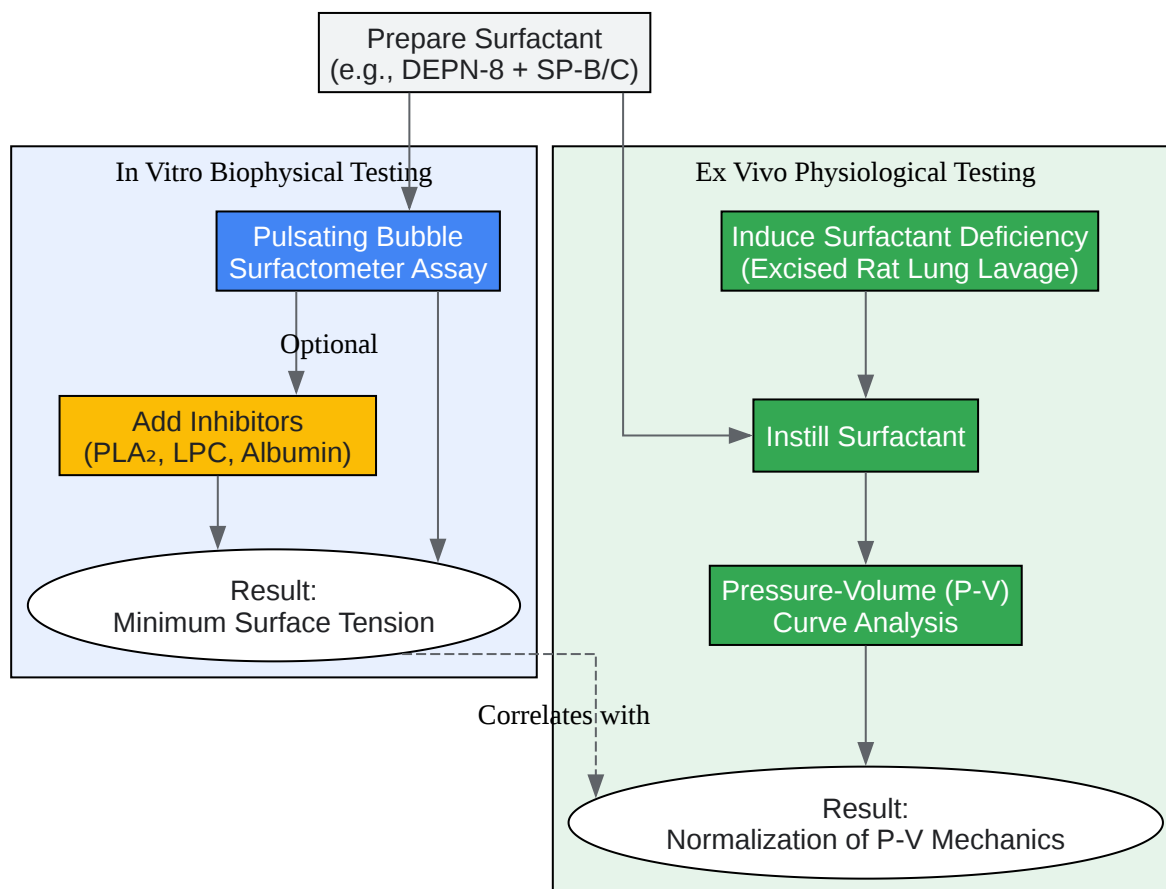 Prepare Surfactant
(e.g., DEPN-8 + SP-B/C)
In Vitro Biophysical Testing
Pulsating Bubble
Surfactometer Assay
Optional
Add Inhibitors
(PLA₂, LPC, Albumin)
Result:
Minimum Surface Tension
Correlates with
Ex Vivo Physiological Testing
Induce Surfactant Deficiency
(Excised Rat Lung Lavage)
Instill Surfactant
Pressure-Volume (P-V)
Curve Analysis
Result:
Normalization of P-V Mechanics